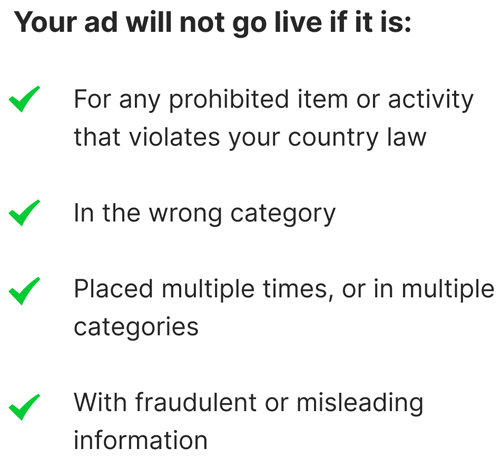 Your ad will not go live if it is:
For any prohibited item or activity
that violates your country law
In the wrong category
Placed multiple times, or in multiple
categories
With fraudulent or misleading
information